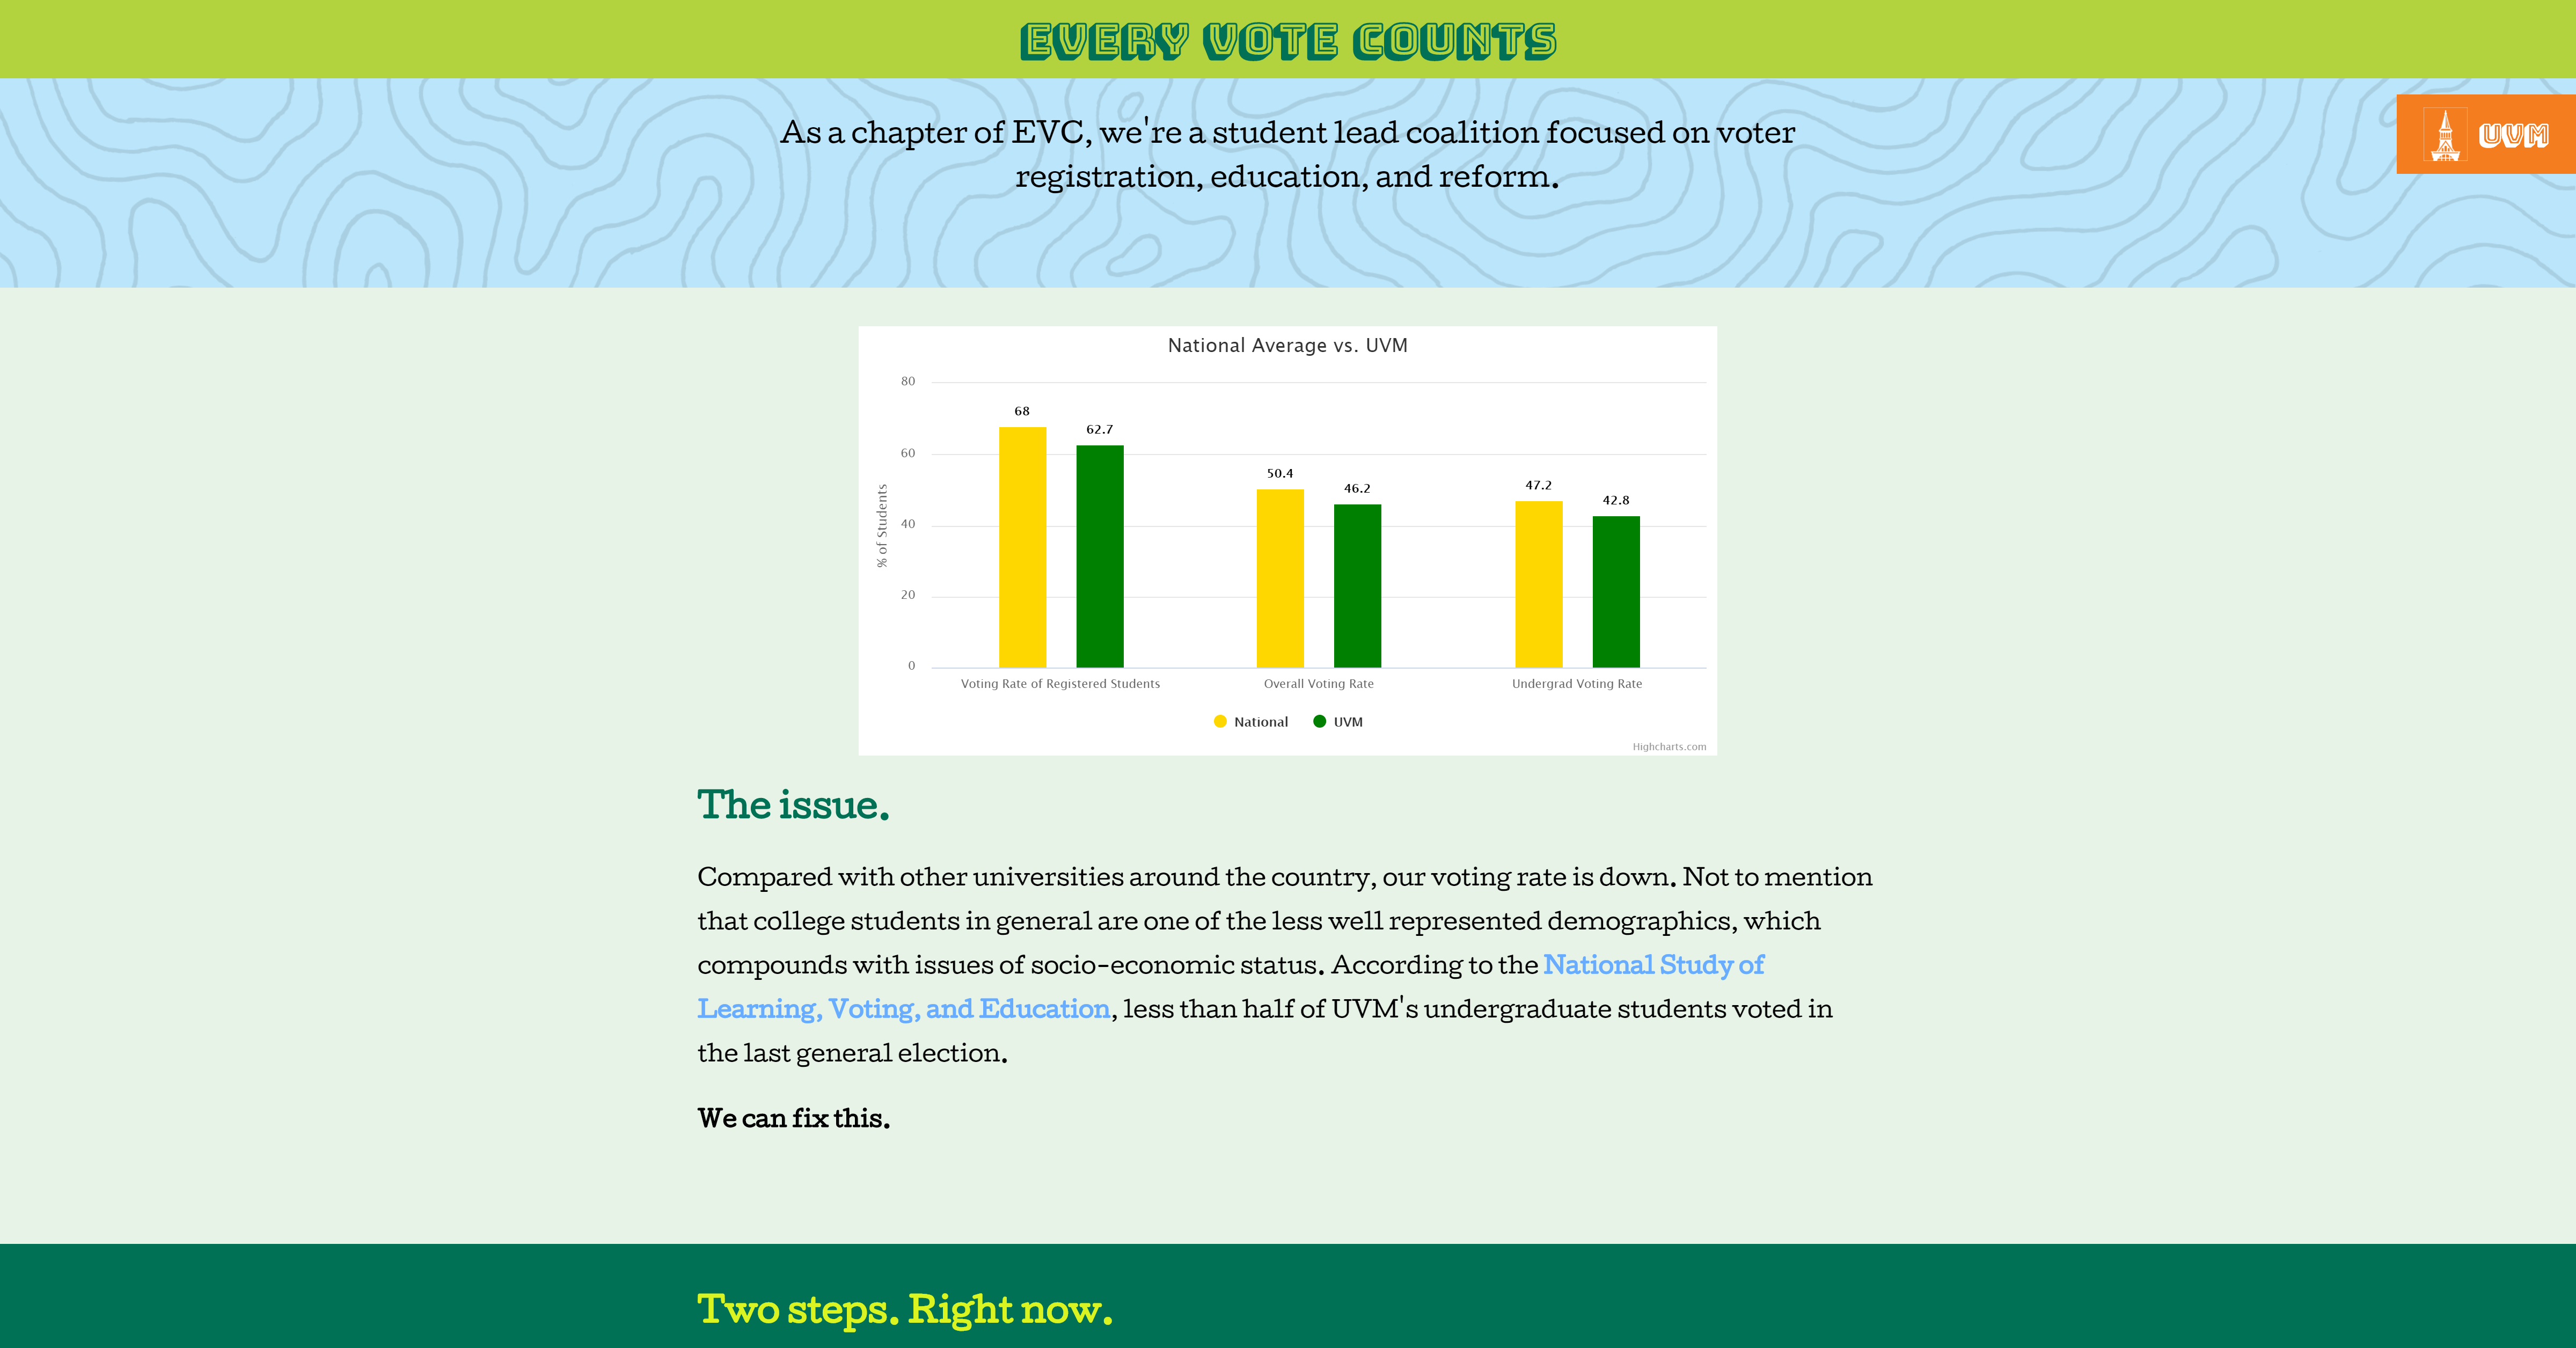 EVERY VOTE COUNTS
As a chapter of EVC, we're a student lead coalition focused on voter
registration, education, and reform.
UVM
National Average vs. UVM
80
60
40
20
0
% of Students
68
62.7
50.4
46.2
47.2
42.8
Voting Rate of Registered Students
Overall Voting Rate
Undergrad Voting Rate
National
UVM
Highcharts.com
The issue.
Compared with other universities around the country, our voting rate is down. Not to mention
that college students in general are one of the less well represented demographics, which
compounds with issues of socio-economic status. According to the National Study of
Learning, Voting, and Education, less than half of UVM's undergraduate students voted in
the last general election.
We can fix this.
Two steps. Right now.